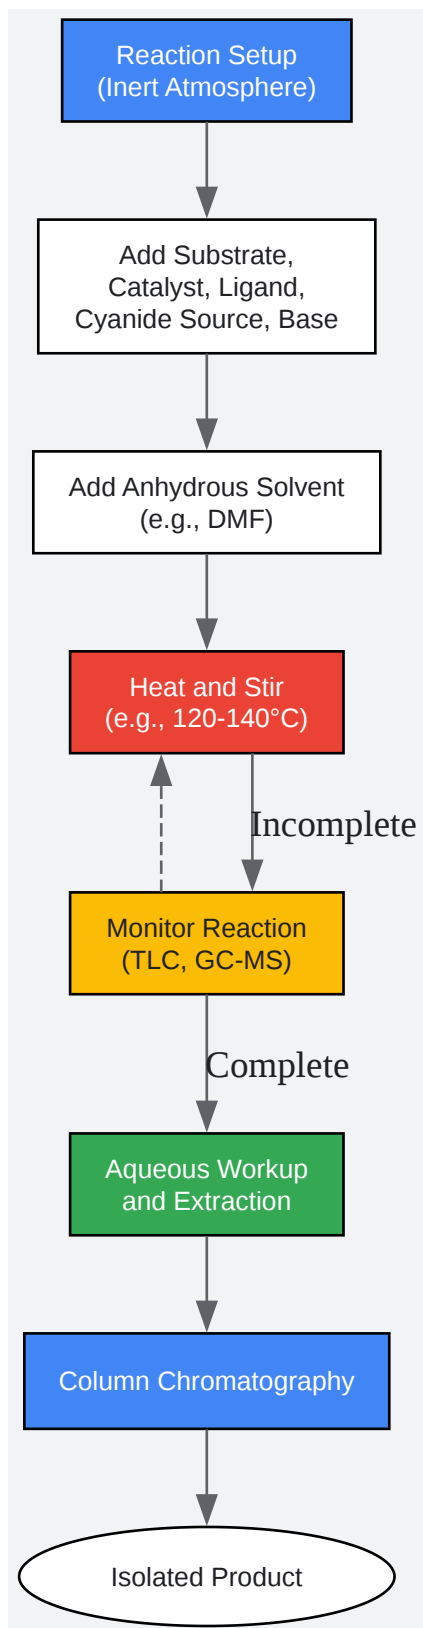 Reaction Setup
(Inert Atmosphere)
Add Substrate,
Catalyst, Ligand,
Cyanide Source, Base
Add Anhydrous Solvent
(e.g., DMF)
Heat and Stir
(e.g., 120-140°C)
Incomplete
Monitor Reaction
(TLC, GC-MS)
Complete
Aqueous Workup
and Extraction
Column Chromatography
Isolated Product